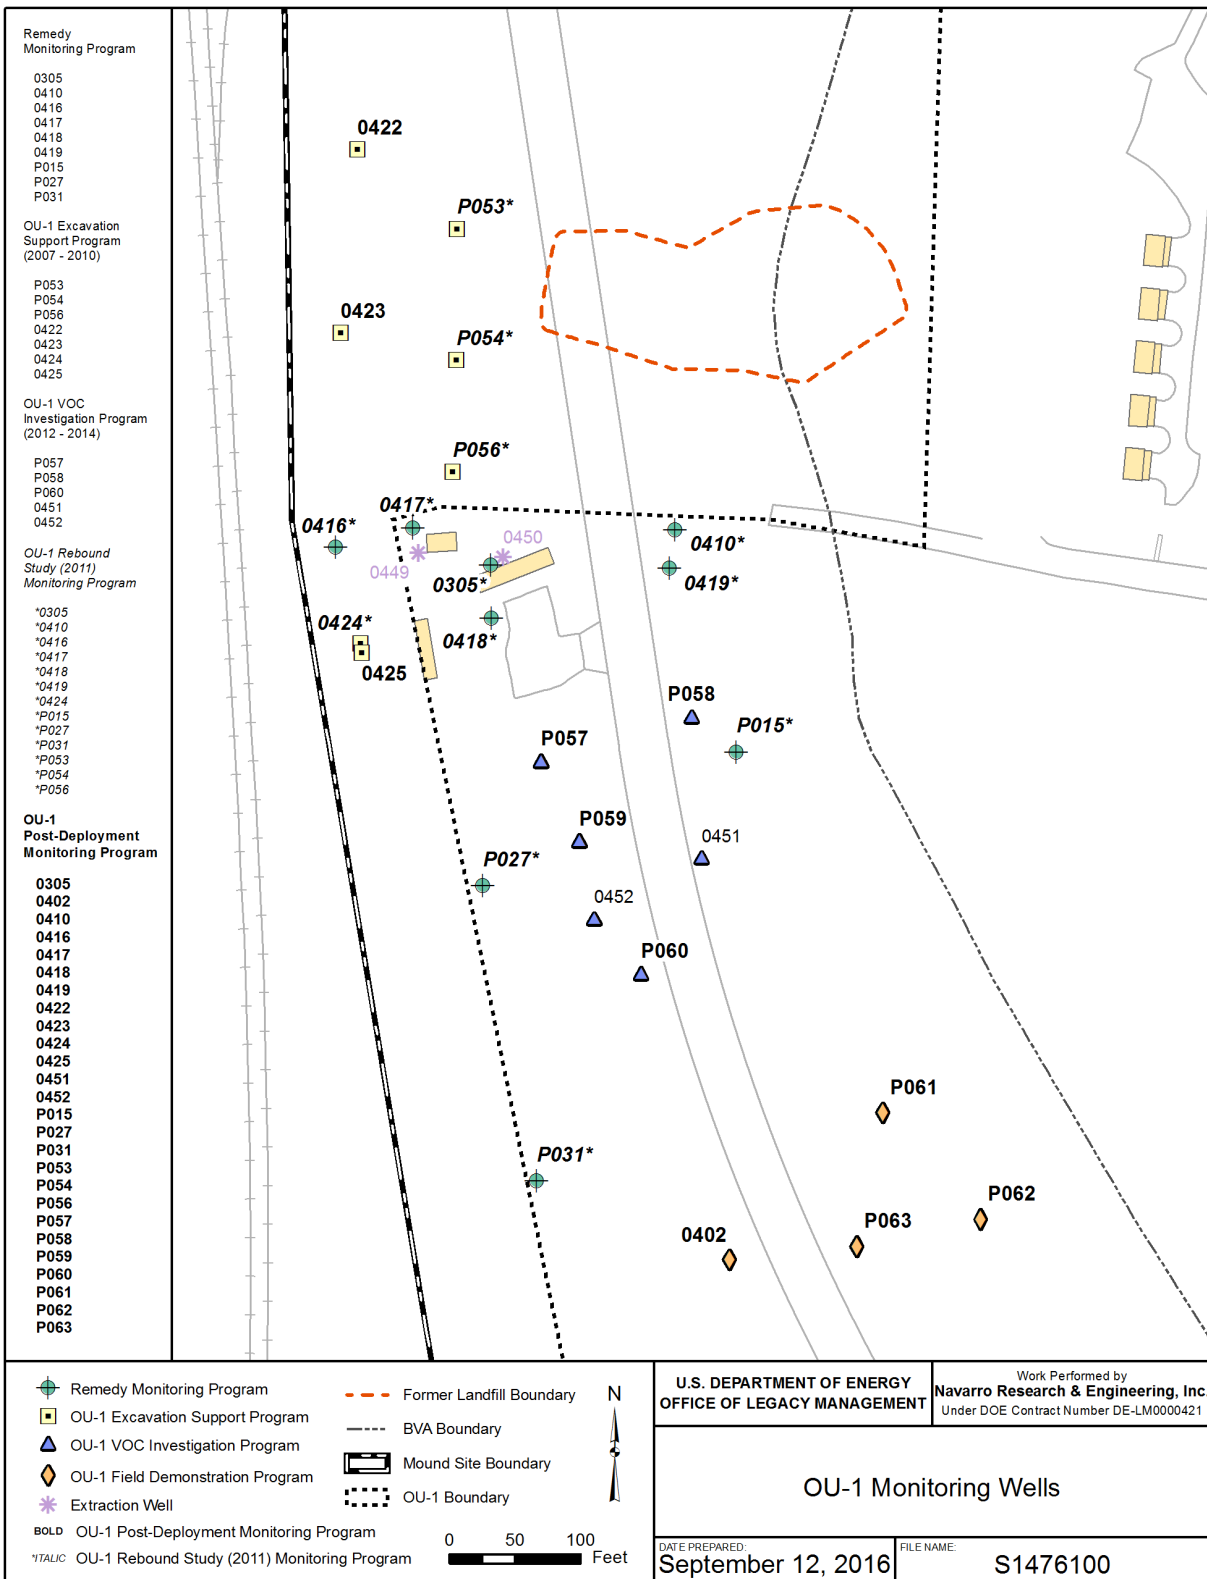 Remedy
Monitoring Program
0305
0410
0416
0417
0418
0419
P015
P027
P031
OU-1 Excavation
Support Program
(2007 - 2010)
P053
P054
P056
0422
0423
0424
0425
OU-1 VOC
Investigation Program
(2012 - 2014)
P057
P058
P060
0451
0452
OU-1 Rebound
Study (2011)
Monitoring Program
*0305
*0410
*0416
*0417
*0418
*0419
*0424
*P015
*P027
*P031
*P053
*P054
*P056
OU-1
Post-Deployment
Monitoring Program
0305
0402
0410
0416
0417
0418
0419
0422
0423
0424
0425
0451
0452
P015
P027
P031
P053
P054
P056
P057
P058
P059
P060
P061
P062
P063
0422
P053*
0423
P054*
P056*
0417*
0416*
0450
0410*
0449
0305*
0419*
0424*
0418*
0425
P058
P015*
P057
P059
0451
P027*
0452
P060
P061
P031*
P062
P063
0402
Remedy Monitoring Program
OU-1 Excavation Support Program
OU-1 VOC Investigation Program
OU-1 Field Demonstration Program
Extraction Well
BOLD OU-1 Post-Deployment Monitoring Program
*ITALIC OU-1 Rebound Study (2011) Monitoring Program
Former Landfill Boundary
BVA Boundary
Mound Site Boundary
OU-1 Boundary
N
0 50 100
Feet
U.S. DEPARTMENT OF ENERGY
OFFICE OF LEGACY MANAGEMENT
Work Performed by
Navarro Research & Engineering, Inc.
Under DOE Contract Number DE-LM0000421
OU-1 Monitoring Wells
DATE PREPARED:
September 12, 2016
FILE NAME:
S1476100